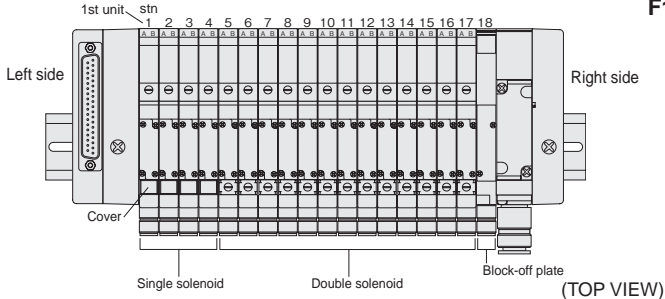 F1
1st unit stn
1 2 3 4 5 6 7 8 9 10 11 12 13 14 15 16 17 18
A B A B A B A B A B A B A B A B A B A B A B A B A B A B A B A B A B
Left side
Right side
Cover
Single solenoid
Double solenoid
Block-off plate
(TOP VIEW)